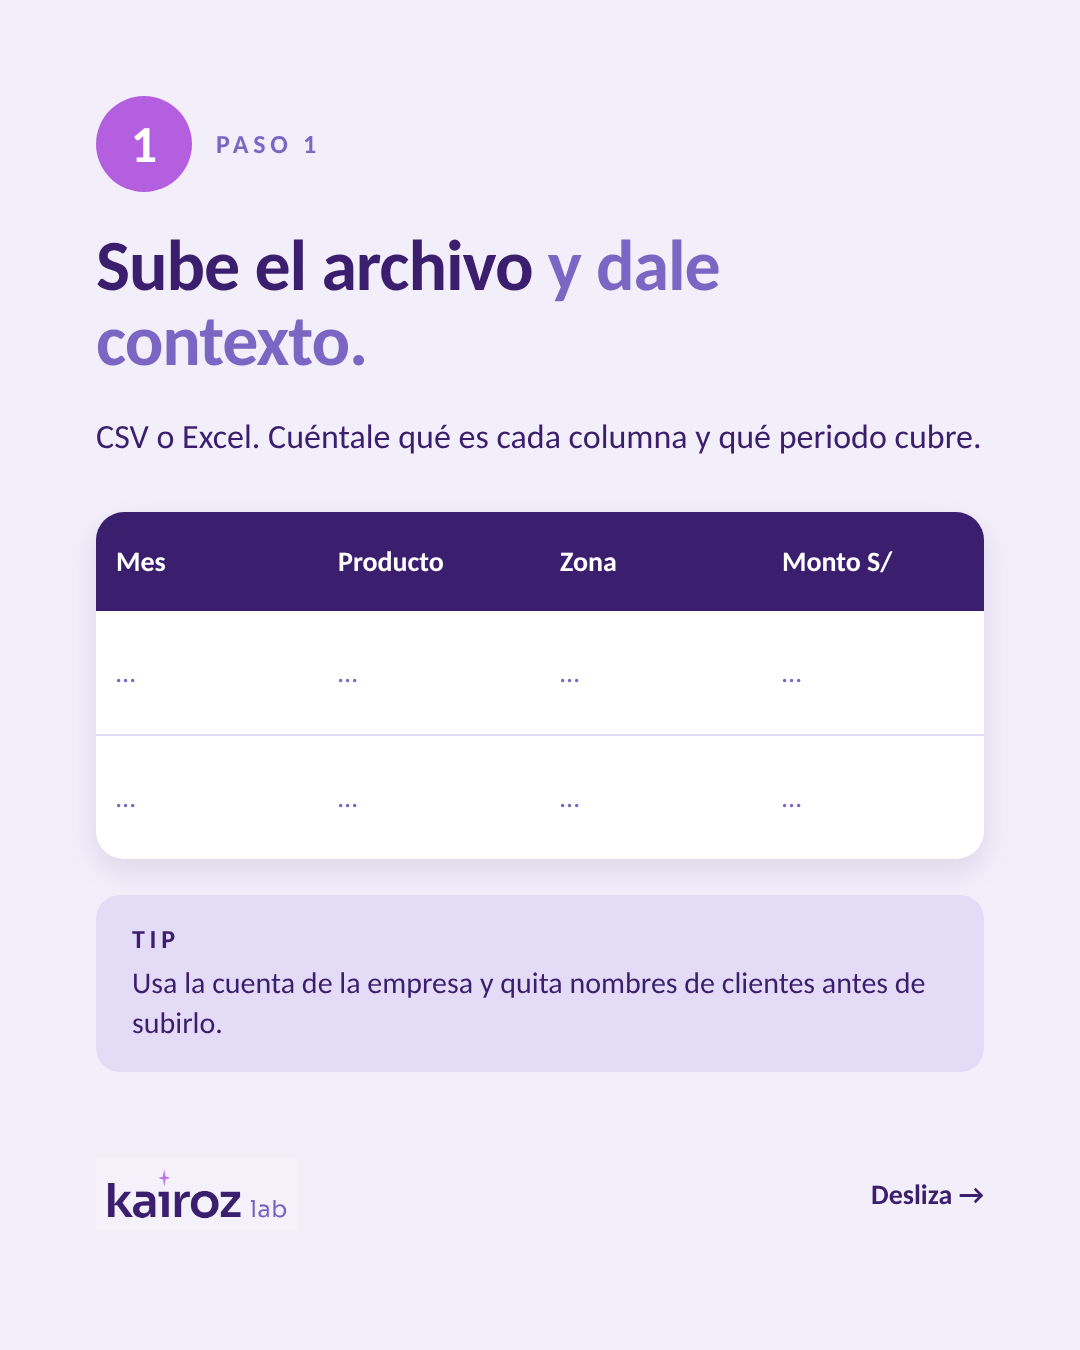 1
PASO 1
Sube el archivo y dale
contexto.
CSV o Excel. Cuéntale qué es cada columna y qué periodo cubre.
Mes Producto Zona Monto S/
... ... ... ...
... ... ... ...
TIP
Usa la cuenta de la empresa y quita nombres de clientes antes de
subirlo.
kairoz lab
Desliza →